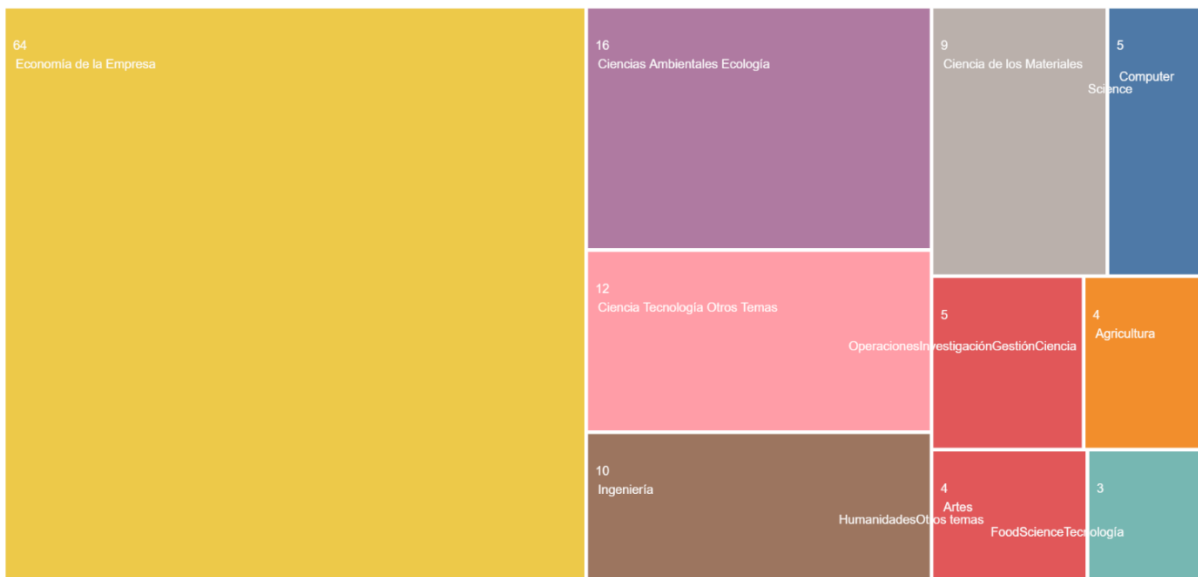 64
Economía de la Empresa
16
Ciencias Ambientales Ecología
9
Ciencia de los Materiales
5
Computer
Science
12
Ciencia Tecnología Otros Temas
5
OperacionesInvestigaciónGestiónCiencia
4
Agricultura
10
Ingeniería
4
Artes
HumanidadesOtros temas
3
FoodScienceTecnología